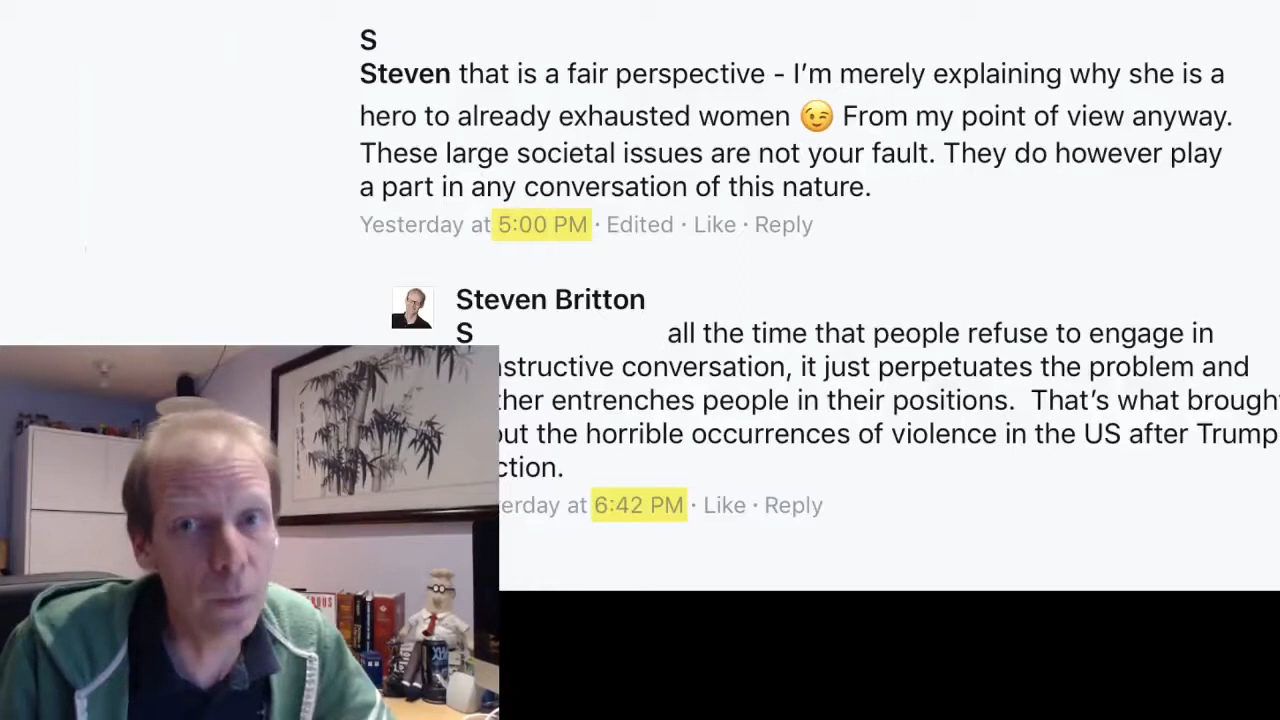 S
Steven that is a fair perspective - I'm merely explaining why she is a
hero to already exhausted women 😉 From my point of view anyway.
These large societal issues are not your fault. They do however play
a part in any conversation of this nature.
Yesterday at 5:00 PM · Edited · Like · Reply
Steven Britton
S all the time that people refuse to engage in
nstructive conversation, it just perpetuates the problem and
ther entrenches people in their positions. That's what brought
out the horrible occurrences of violence in the US after Trump
ction.
erday at 6:42 PM · Like · Reply